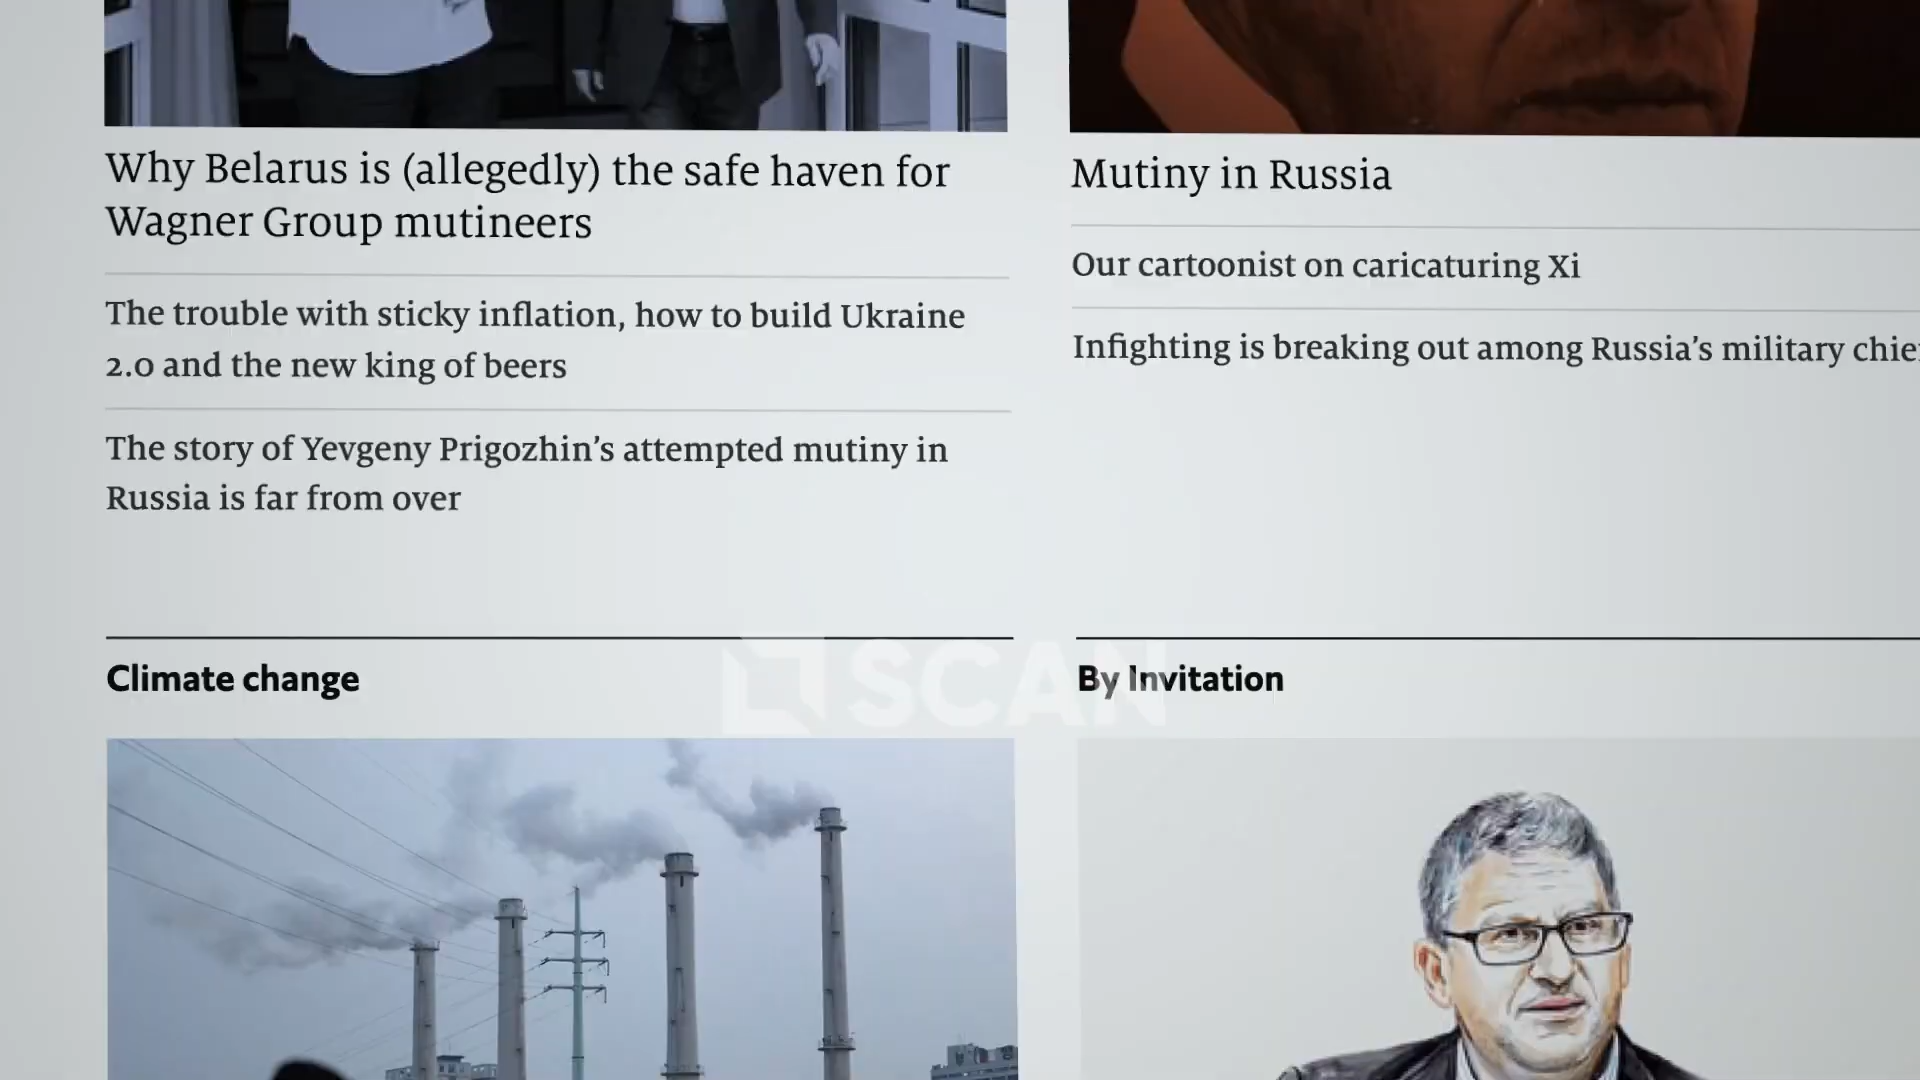 Why Belarus is (allegedly) the safe haven for
Wagner Group mutineers
The trouble with sticky inflation, how to build Ukraine
2.0 and the new king of beers
The story of Yevgeny Prigozhin’s attempted mutiny in
Russia is far from over
Mutiny in Russia
Our cartoonist on caricaturing Xi
Infighting is breaking out among Russia’s military
Climate change
By Invitation
SCAN